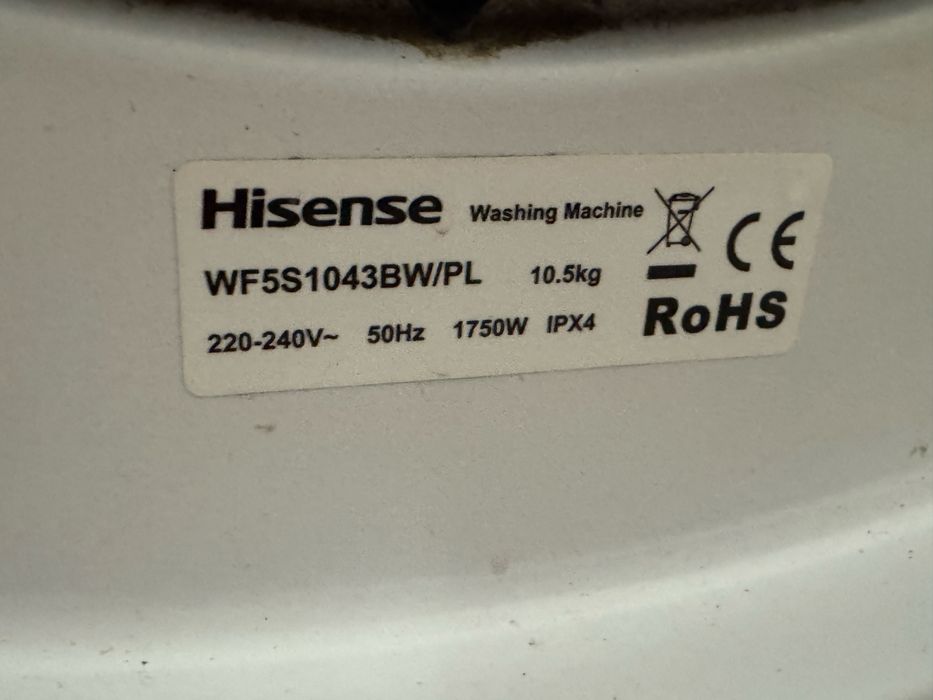 Hisense Washing Machine
WF5S1043BW/PL 10.5kg
220-240V~ 50Hz 1750W IPX4
CE
RoHS